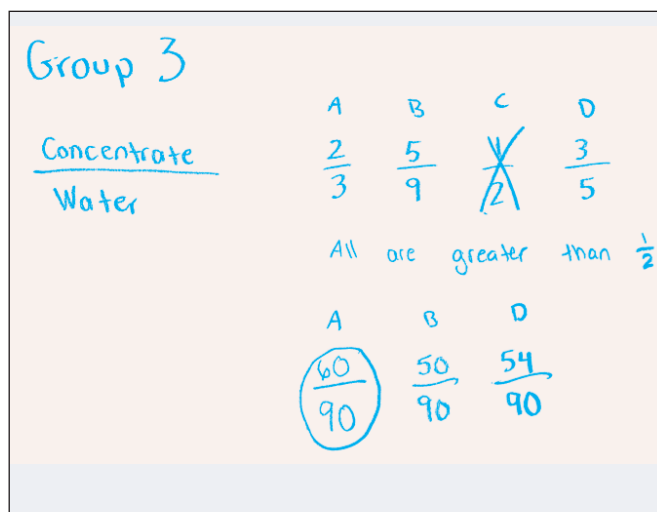 Group 3
A B C D
Concentrate
Water
2/3 5/9 1/2 3/5
All are greater than 1/2
A B D
60/90 50/90 54/90